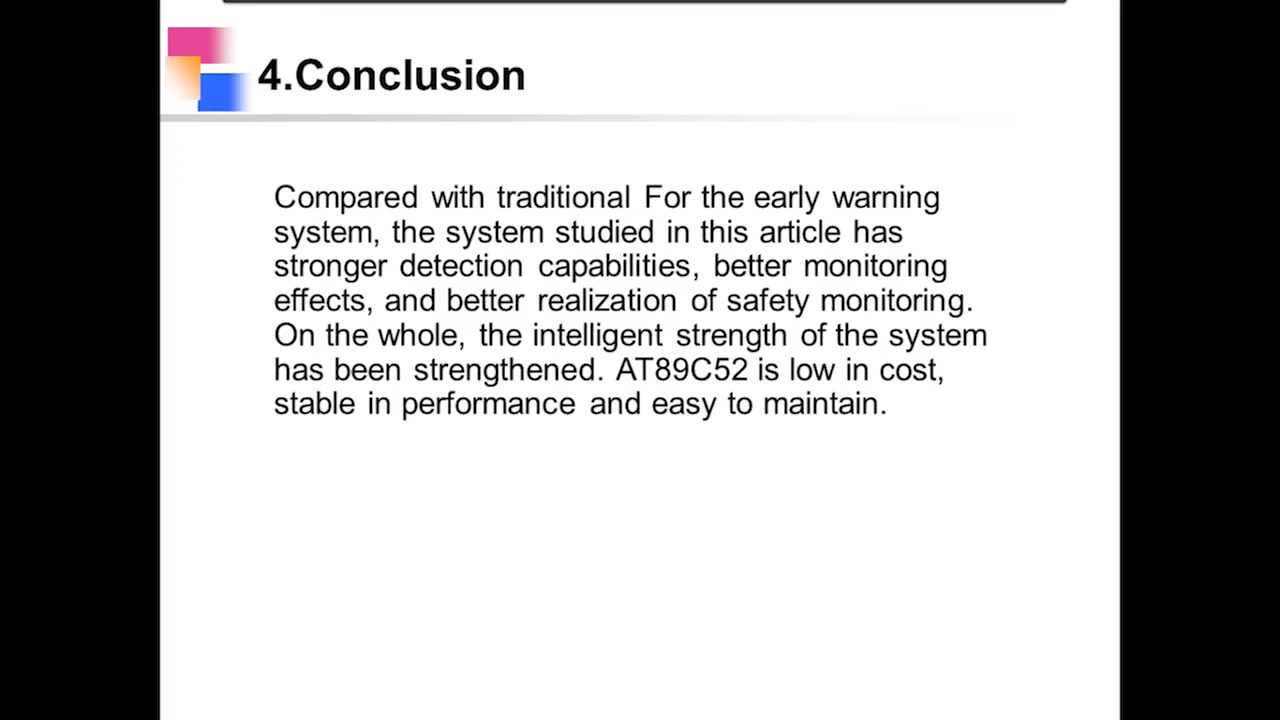 4.Conclusion
Compared with traditional For the early warning
system, the system studied in this article has
stronger detection capabilities, better monitoring
effects, and better realization of safety monitoring.
On the whole, the intelligent strength of the system
has been strengthened. AT89C52 is low in cost,
stable in performance and easy to maintain.